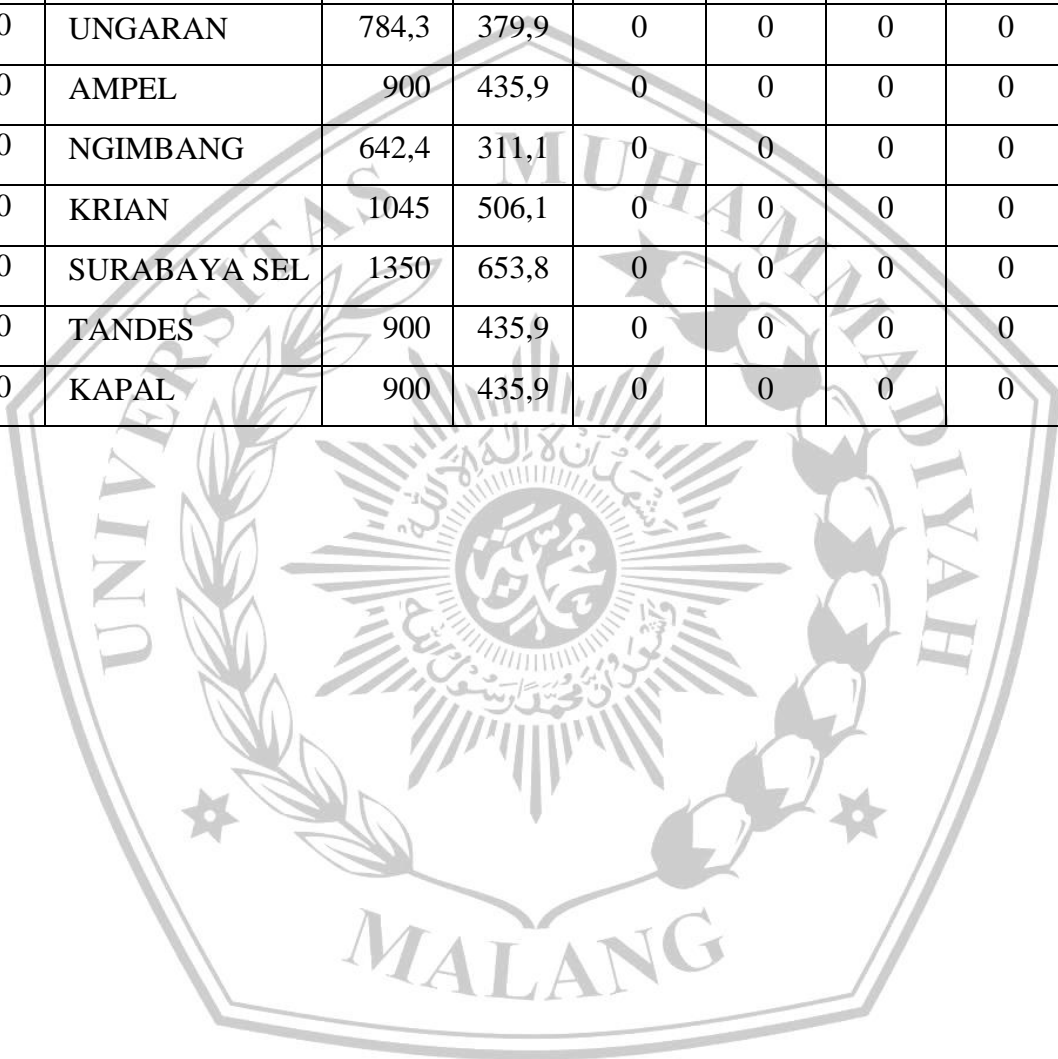 0 UNGARAN 784,3 379,9 0 0 0 0
0 AMPEL 900 435,9 0 0 0 0
0 NGIMBANG 642,4 311,1 0 0 0 0
0 KRIAN 1045 506,1 0 0 0 0
0 SURABAYA SEL 1350 653,8 0 0 0 0
0 TANDES 900 435,9 0 0 0 0
0 KAPAL 900 435,9 0 0 0 0
UNIVERSITAS MUHAMMADIYAH
MALANG